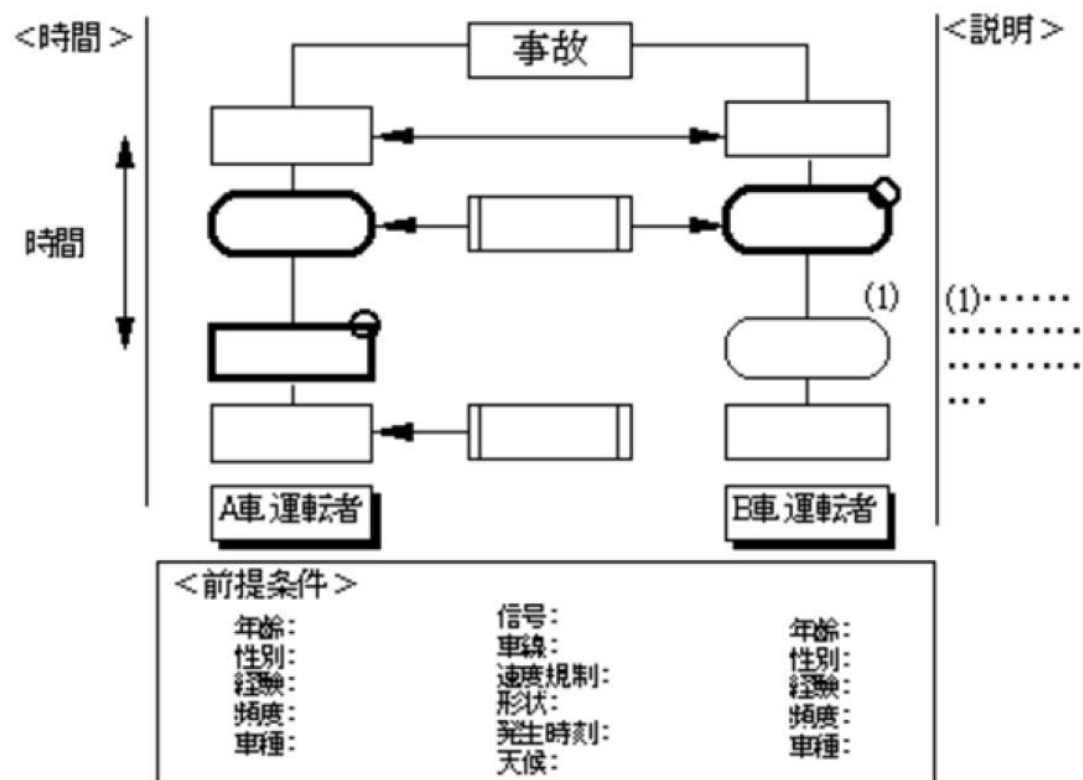 ＜時間＞
＜説明＞
事故
時間
(1)
(1)‥‥‥
‥‥‥‥‥
‥‥‥‥‥
…
A車運転者
B車運転者
＜前提条件＞
年齢:
性別:
経験:
頻度:
車種:
信号:
車線:
速度規制:
形状:
発生時刻:
天候:
年齢:
性別:
経験:
頻度:
車種: